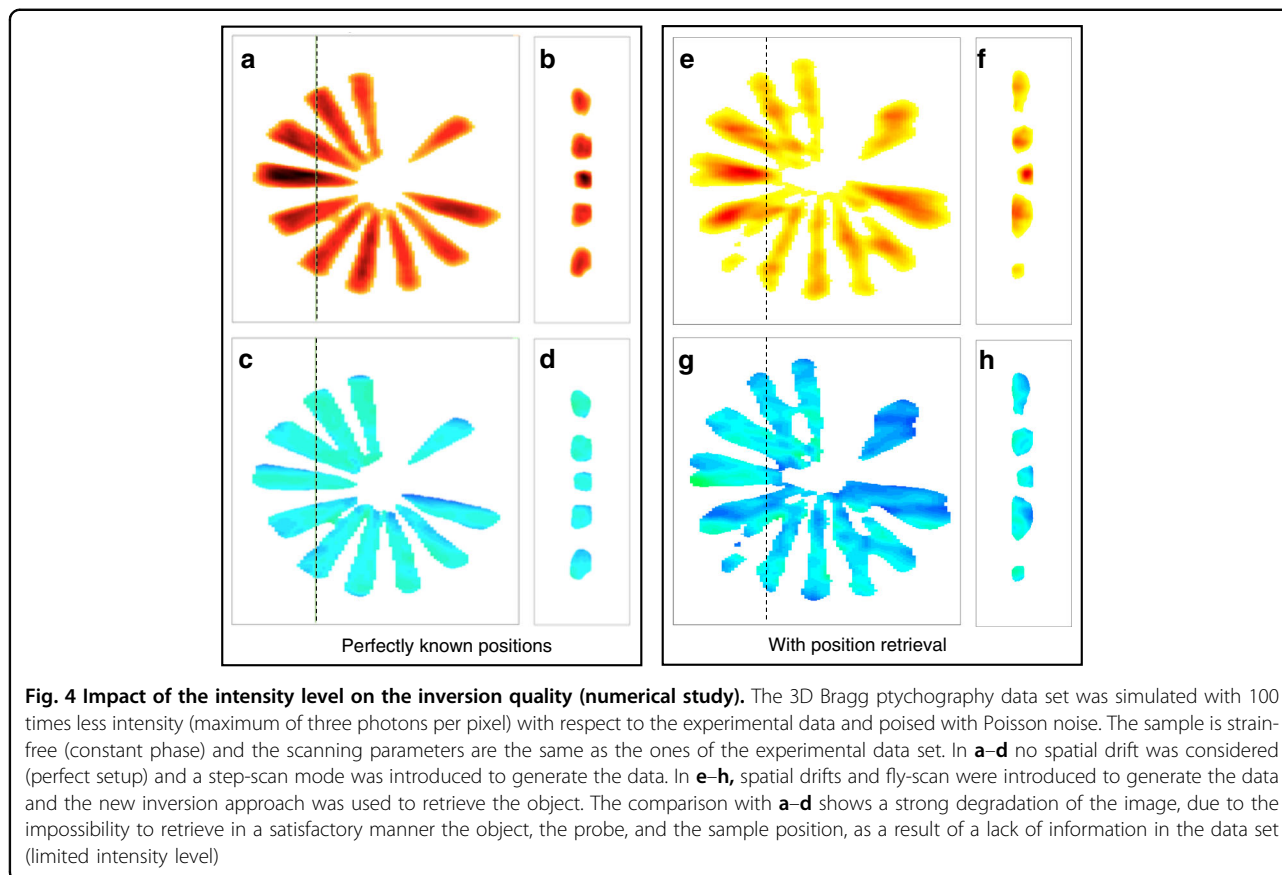 a
b
e
f
c
d
g
h
Perfectly known positions
With position retrieval
Fig. 4 Impact of the intensity level on the inversion quality (numerical study). The 3D Bragg ptychography data set was simulated with 100
times less intensity (maximum of three photons per pixel) with respect to the experimental data and poised with Poisson noise. The sample is strain-
free (constant phase) and the scanning parameters are the same as the ones of the experimental data set. In a–d no spatial drift was considered
(perfect setup) and a step-scan mode was introduced to generate the data. In e–h, spatial drifts and fly-scan were introduced to generate the data
and the new inversion approach was used to retrieve the object. The comparison with a–d shows a strong degradation of the image, due to the
impossibility to retrieve in a satisfactory manner the object, the probe, and the sample position, as a result of a lack of information in the data set
(limited intensity level)